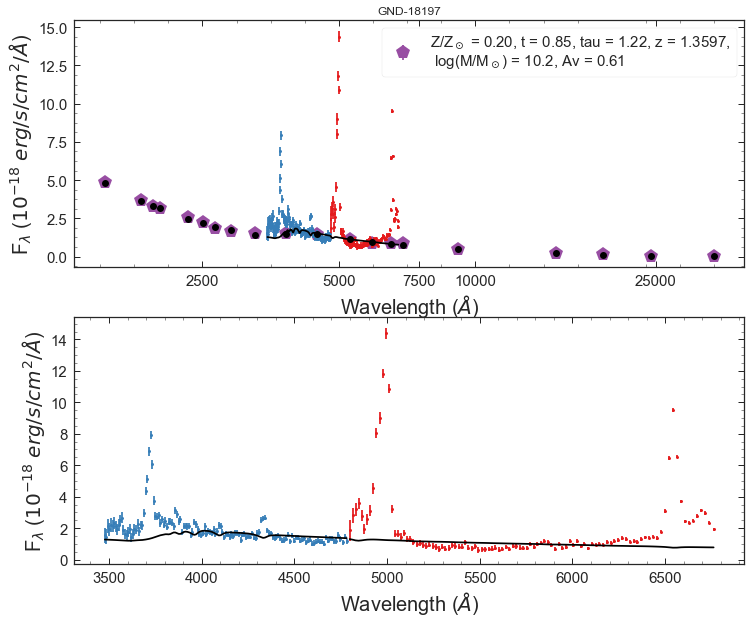 GND-18197
Z/Z⊙ = 0.20, t = 0.85, tau = 1.22, z = 1.3597,
log(M/M⊙) = 10.2, Av = 0.61
15.0
12.5
10.0
7.5
5.0
2.5
0.0
F_λ (10^-18 erg/s/cm^2/Å)
2500 5000 7500 10000 25000
Wavelength (Å)
14
12
10
8
6
4
2
0
F_λ (10^-18 erg/s/cm^2/Å)
3500 4000 4500 5000 5500 6000 6500
Wavelength (Å)